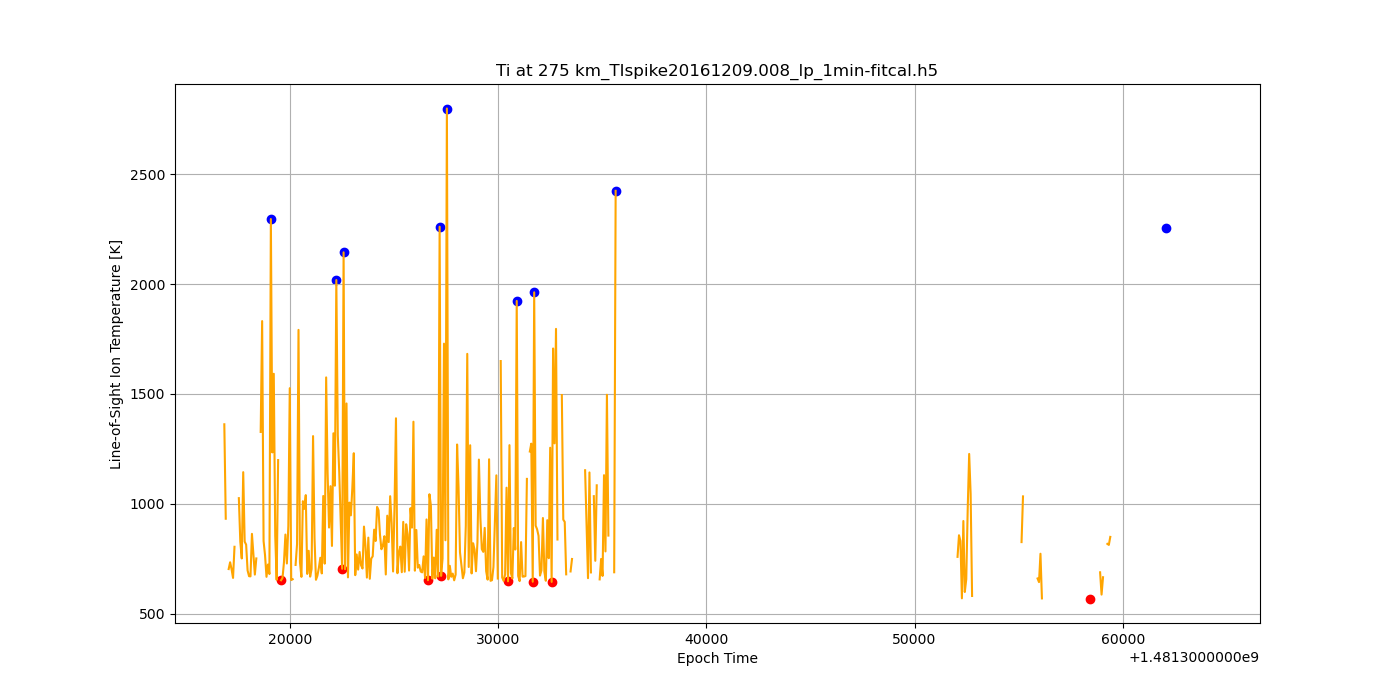 Ti at 275 km_TIspike20161209.008_lp_1min-fitcal.h5
Line-of-Sight Ion Temperature [K]
2500
2000
1500
1000
500
20000 30000 40000 50000 60000
Epoch Time
+1.4813000000e9